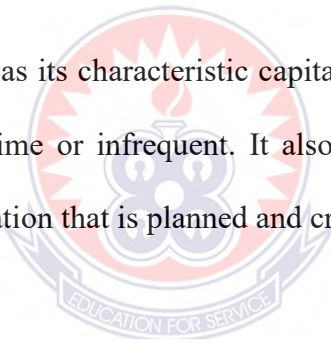 as its characteristic capita
ime or infrequent. It also
ation that is planned and cr
EDUCATION FOR SERVICE